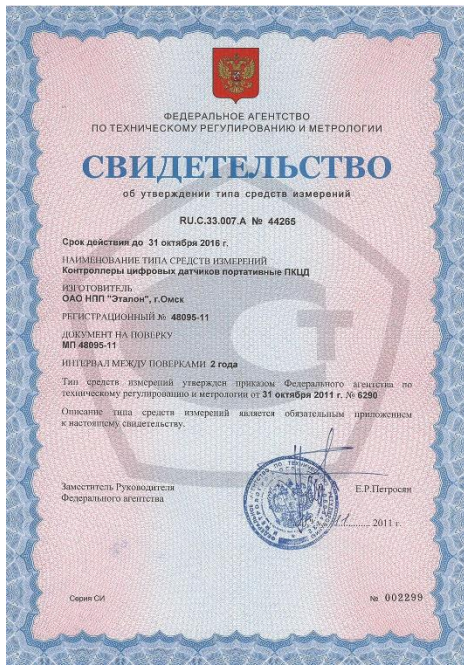 ФЕДЕРАЛЬНОЕ АГЕНТСТВО
ПО ТЕХНИЧЕСКОМУ РЕГУЛИРОВАНИЮ И МЕТРОЛОГИИ
СВИДЕТЕЛЬСТВО
об утверждении типа средств измерений
RU.C.33.007.A № 44265
Срок действия до 31 октября 2016 г.
НАИМЕНОВАНИЕ ТИПА СРЕДСТВ ИЗМЕРЕНИЙ
Контроллеры цифровых датчиков портативные ПКЦД
ИЗГОТОВИТЕЛЬ
ОАО НПП "Эталон", г.Омск
РЕГИСТРАЦИОННЫЙ № 48095-11
ДОКУМЕНТ НА ПОВЕРКУ
МП 48095-11
ИНТЕРВАЛ МЕЖДУ ПОВЕРКАМИ 2 года
Тип средств измерений утвержден приказом Федерального агентства по
техническому регулированию и метрологии от 31 октября 2011 г. № 6290
Описание типа средств измерений является обязательным приложением
к настоящему свидетельству.
Заместитель Руководителя
Федерального агентства
Е.Р.Петросян
11 2011 г.
Серия СИ
№ 002299